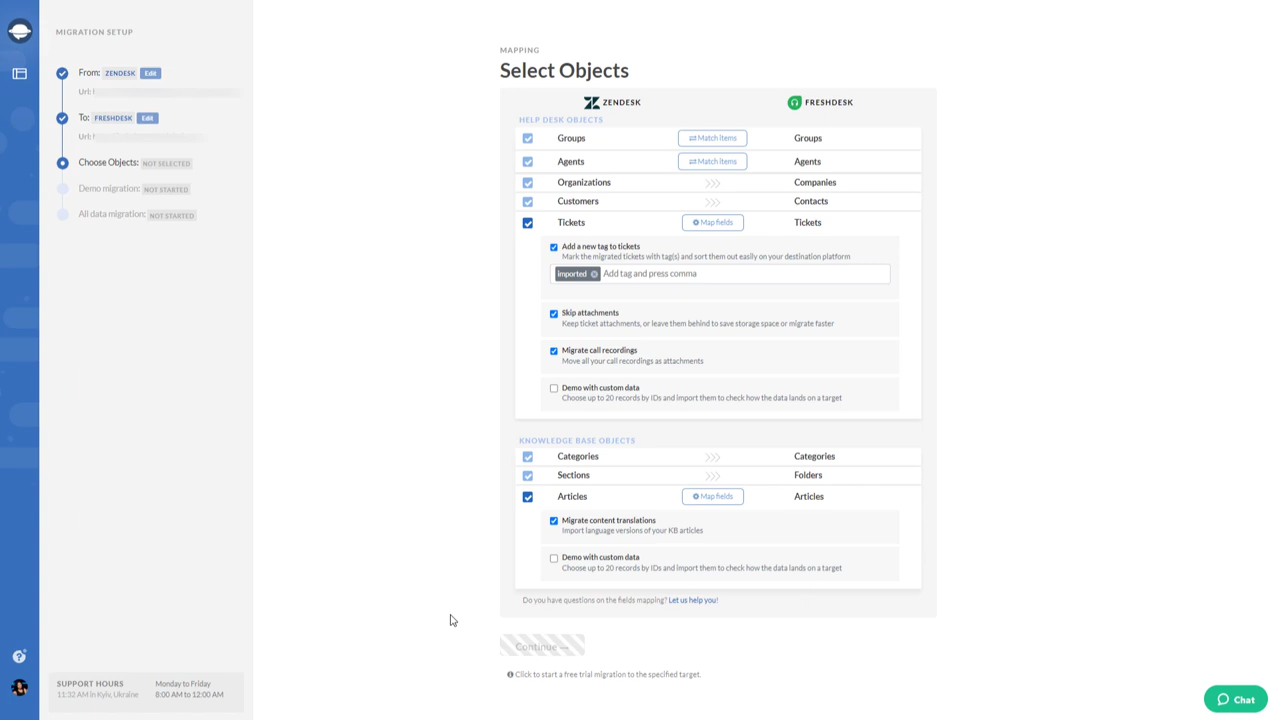 MIGRATION SETUP
From: ZENDESK Edit
Url:
To: FRESHDESK Edit
Url:
Choose Objects: NOT SELECTED
Demo migration: NOT STARTED
All data migration: NOT STARTED
SUPPORT HOURS
11:32 AM in Kyiv, Ukraine
Monday to Friday
8:00 AM to 12:00 AM
MAPPING
Select Objects
ZENDESK FRESHDESK
HELP DESK OBJECTS
Groups Match items Groups
Agents Match items Agents
Organizations Companies
Customers Contacts
Tickets Map fields Tickets
Add a new tag to tickets
Mark the migrated tickets with tag(s) and sort them out easily on your destination platform
imported Add tag and press comma
Skip attachments
Keep ticket attachments, or leave them behind to save storage space or migrate faster
Migrate call recordings
Move all your call recordings as attachments
Demo with custom data
Choose up to 20 records by IDs and import them to check how the data lands on a target
KNOWLEDGE BASE OBJECTS
Categories Categories
Sections Folders
Articles Map fields Articles
Migrate content translations
Import language versions of your KB articles
Demo with custom data
Choose up to 20 records by IDs and import them to check how the data lands on a target
Do you have questions on the fields mapping? Let us help you!
Continue
Click to start a free trial migration to the specified target.
Chat